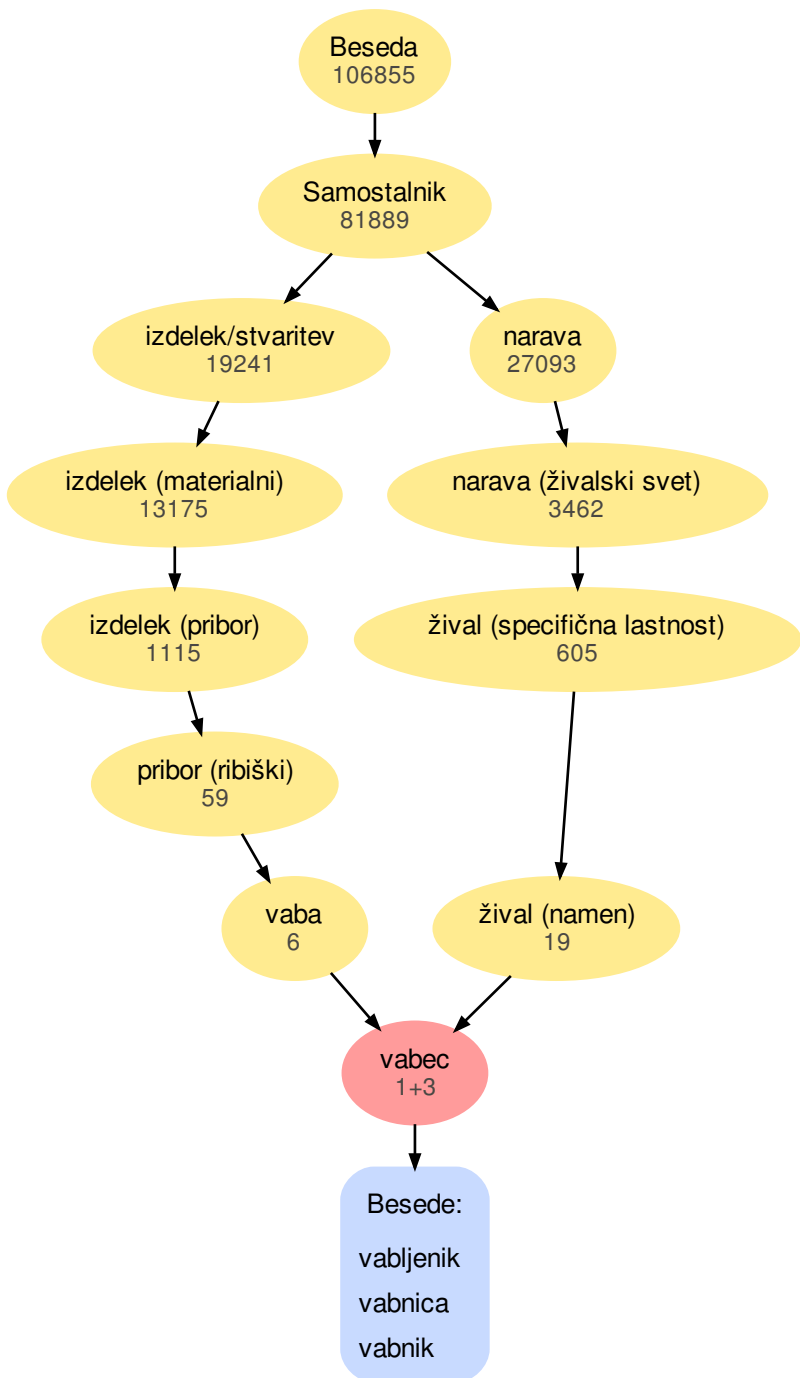 Beseda
106855
Samostalnik
81889
izdelek/stvaritev
19241
narava
27093
izdelek (materialni)
13175
narava (živalski svet)
3462
izdelek (pribor)
1115
žival (specifična lastnost)
605
pribor (ribiški)
59
vaba
6
žival (namen)
19
vabec
1+3
Besede:
vabljenik
vabnica
vabnik